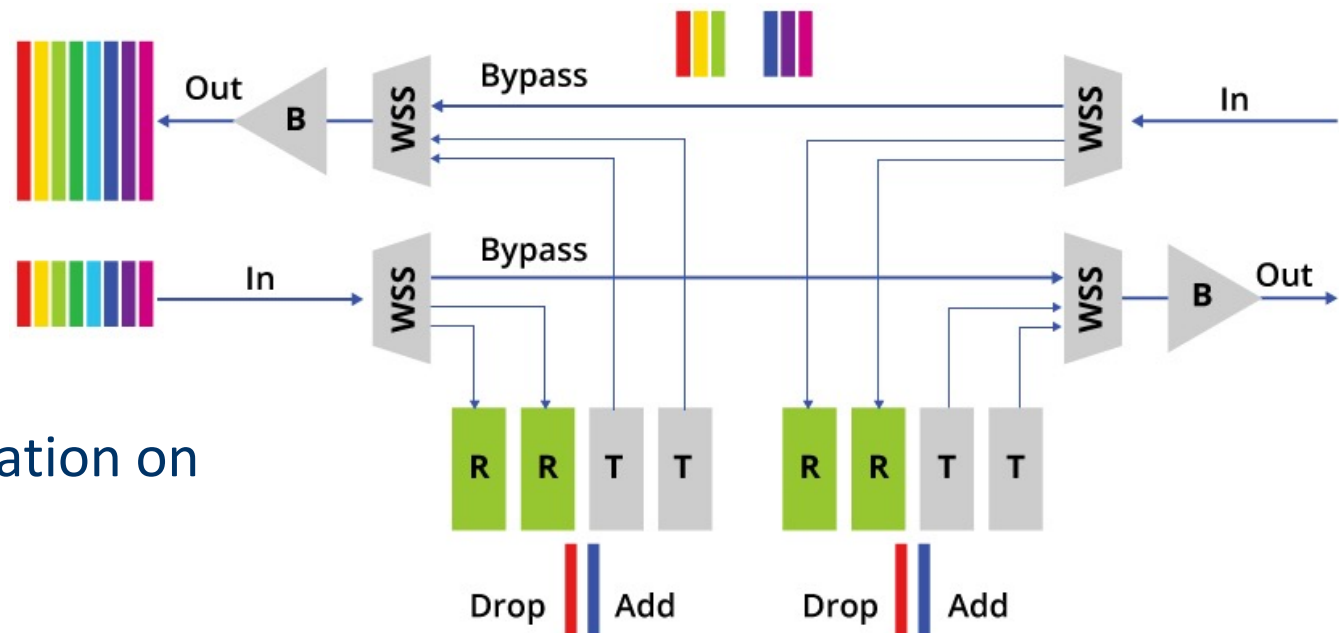 Out
B
WSS
Bypass
WSS
In
In
WSS
Bypass
WSS
B
Out
ation on
R
R
T
T
R
R
T
T
Drop
Add
Drop
Add